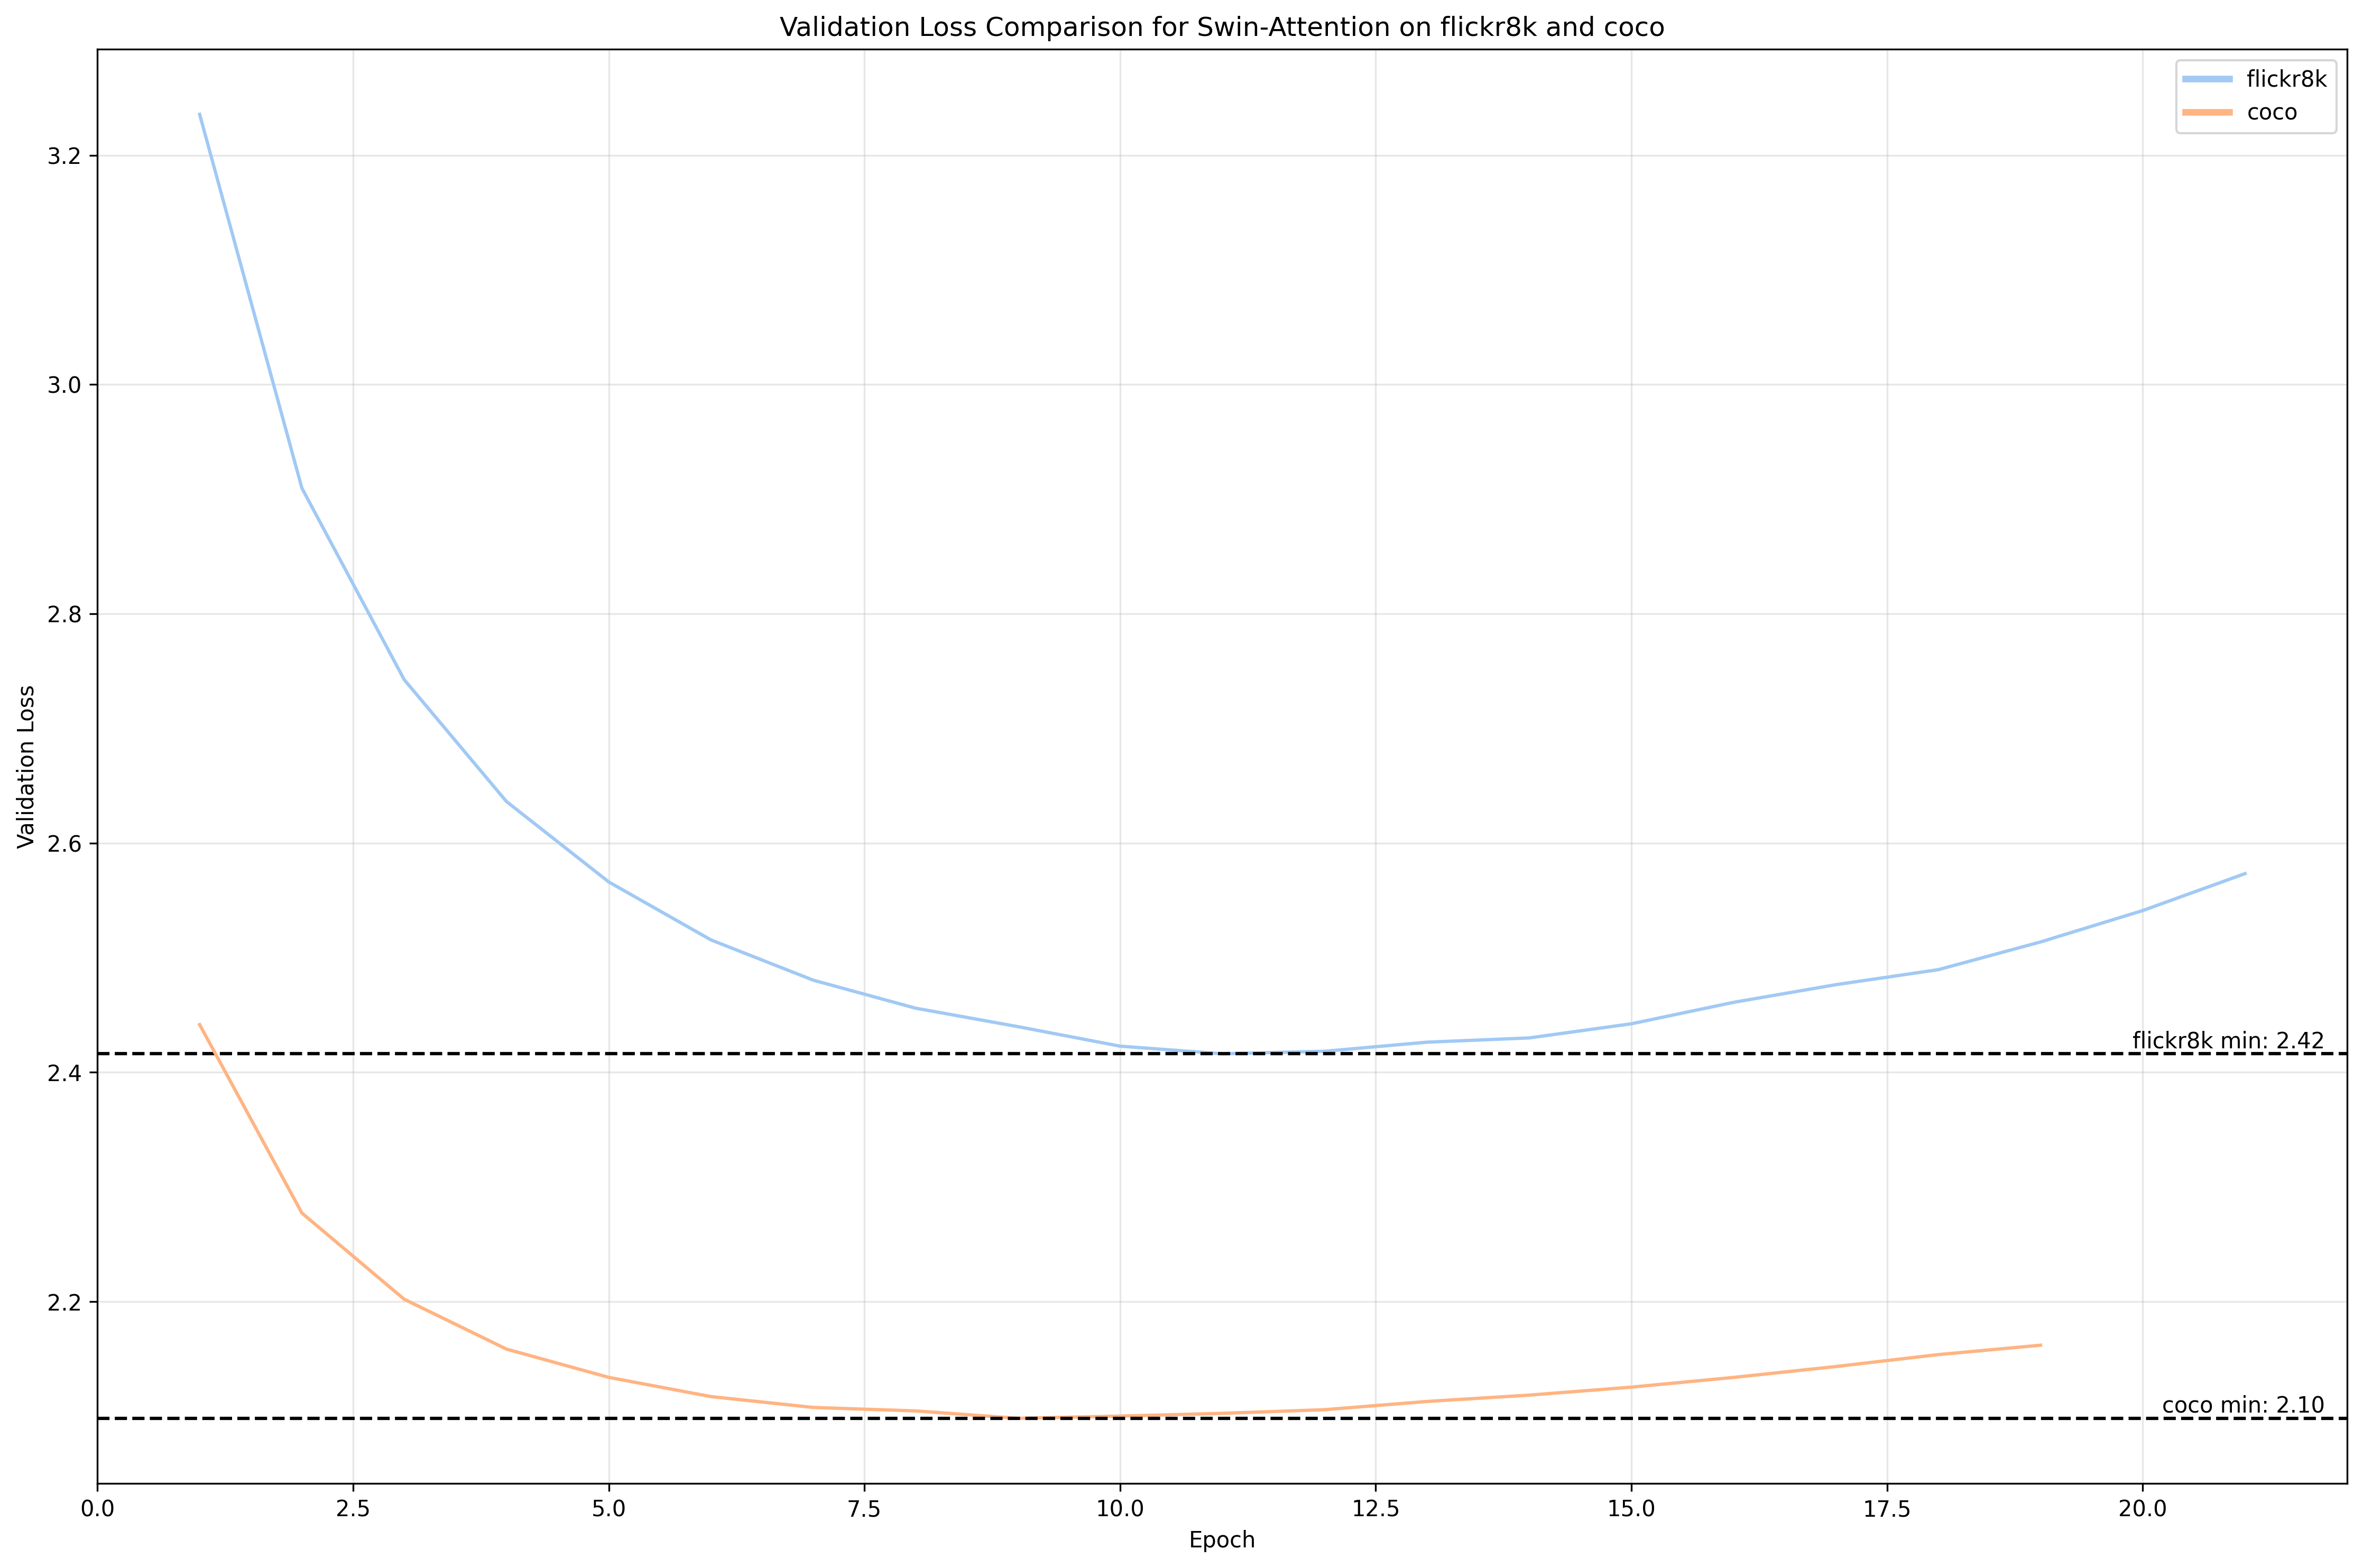 Validation Loss Comparison for Swin-Attention on flickr8k and coco
flickr8k
coco
3.2
3.0
2.8
2.6
2.4
2.2
Validation Loss
flickr8k min: 2.42
coco min: 2.10
0.0 2.5 5.0 7.5 10.0 12.5 15.0 17.5 20.0
Epoch